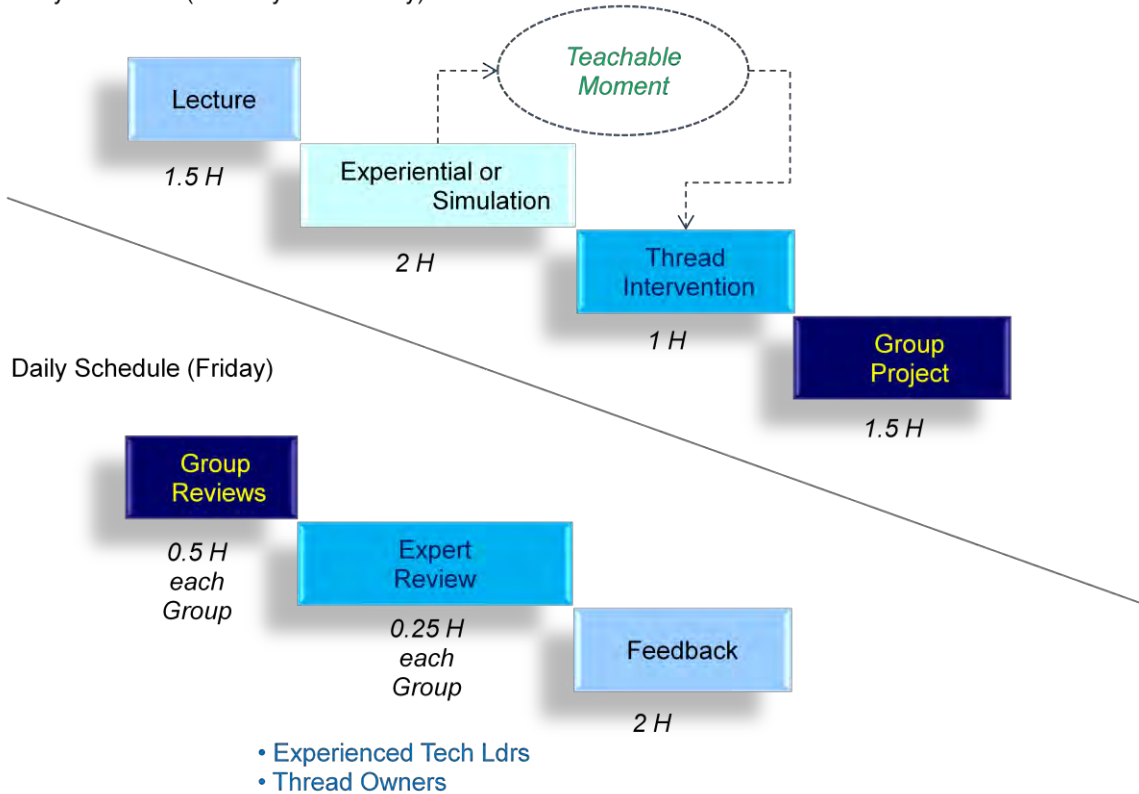 Teachable
Moment
Lecture
1.5 H
Experiential or
Simulation
2 H
Thread
Intervention
1 H
Group
Project
1.5 H
Daily Schedule (Friday)
Group
Reviews
0.5 H
each
Group
Expert
Review
0.25 H
each
Group
Feedback
2 H
• Experienced Tech Ldrs
• Thread Owners